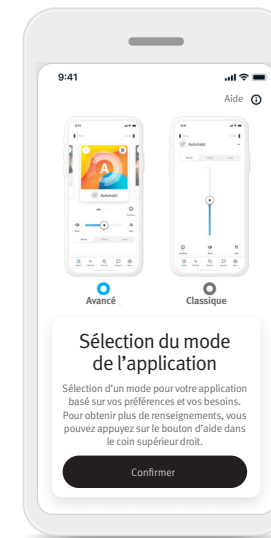 9:41
Aide
Automatic
Automatic
Avancé
Classique
Sélection du mode
de l’application
Sélection d’un mode pour votre application
basé sur vos préférences et vos besoins.
Pour obtenir plus de renseignements, vous
pouvez appuyez sur le bouton d’aide dans
le coin supérieur droit.
Confirmer